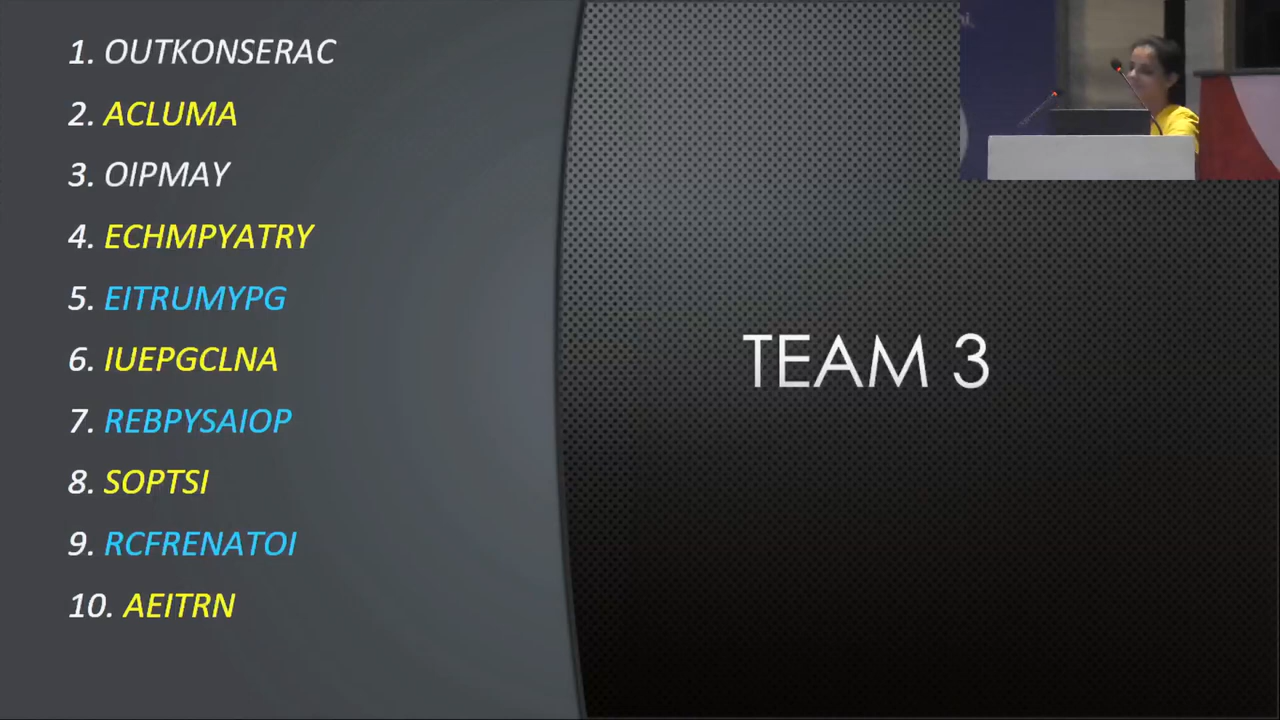 1. OUTKONSERAC
2. ACLUMA
3. OIPMAY
4. ECHMPYATRY
5. EITRUMYPG
6. IUEPGCLNA
7. REBPYSAIOP
8. SOPTSI
9. RCFRENATOI
10. AEITRN
TEAM 3